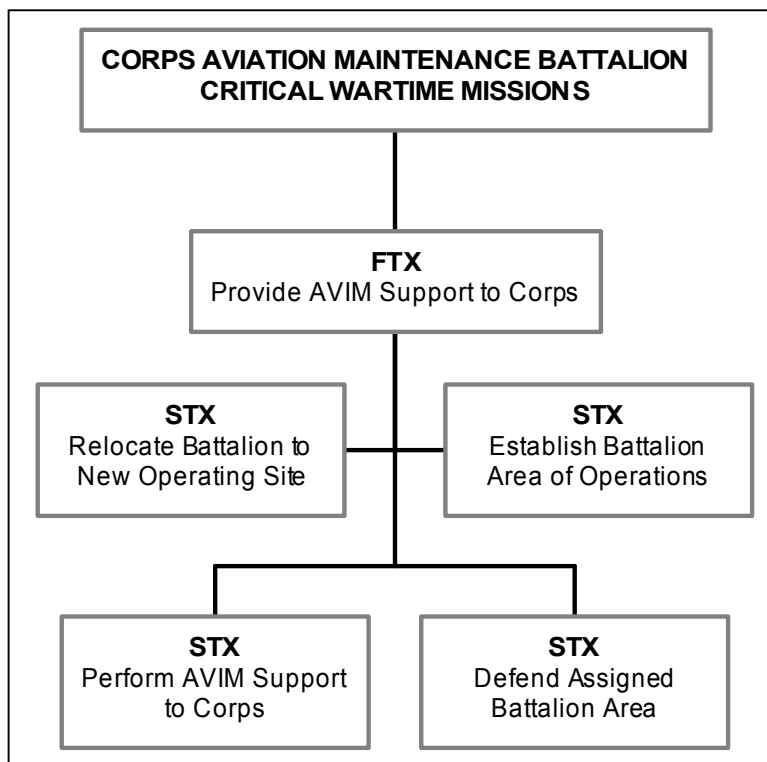 CORPS AVIATION MAINTENANCE BATTALION
CRITICAL WARTIME MISSIONS
FTX
Provide AVIM Support to Corps
STX
Relocate Battalion to
New Operating Site
STX
Establish Battalion
Area of Operations
STX
Perform AVIM Support
to Corps
STX
Defend Assigned
Battalion Area